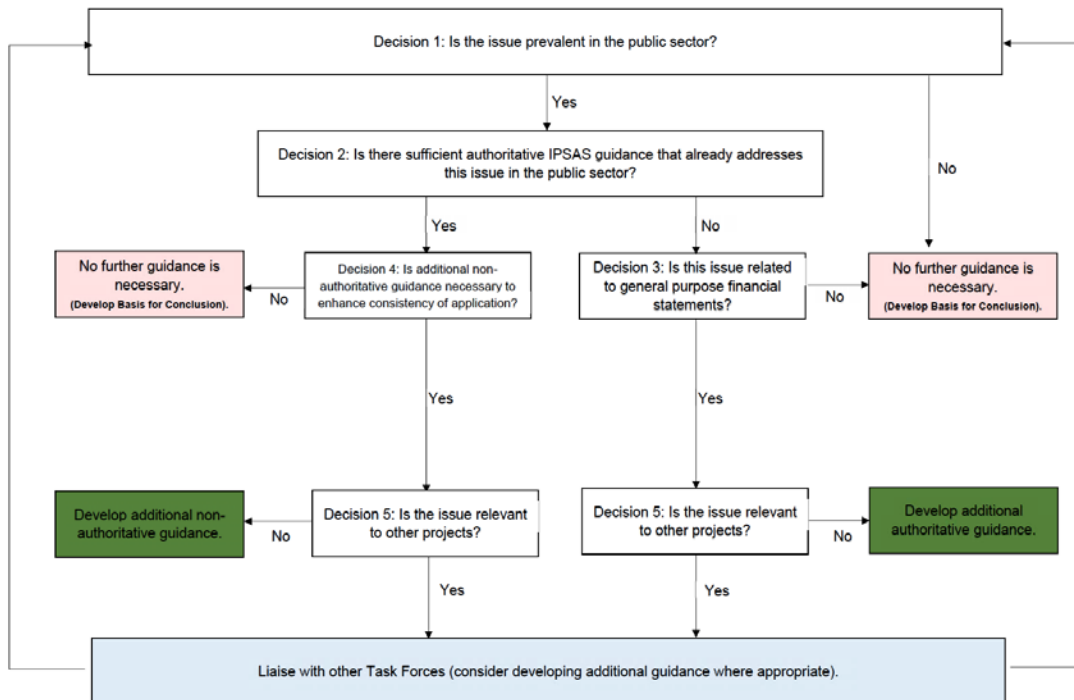 Decision 1: Is the issue prevalent in the public sector?
Yes
Decision 2: Is there sufficient authoritative IPSAS guidance that already addresses
this issue in the public sector?
No
Yes
No
No further guidance is
necessary.
(Develop Basis for Conclusion).
No
Decision 4: Is additional non-
authoritative guidance necessary to
enhance consistency of application?
Decision 3: Is this issue related
to general purpose financial
statements?
No
No further guidance is
necessary.
(Develop Basis for Conclusion).
Yes
Yes
Develop additional non-
authoritative guidance.
No
Decision 5: Is the issue relevant
to other projects?
Decision 5: Is the issue relevant
to other projects?
No
Develop additional
authoritative guidance.
Yes
Yes
Liaise with other Task Forces (consider developing additional guidance where appropriate).